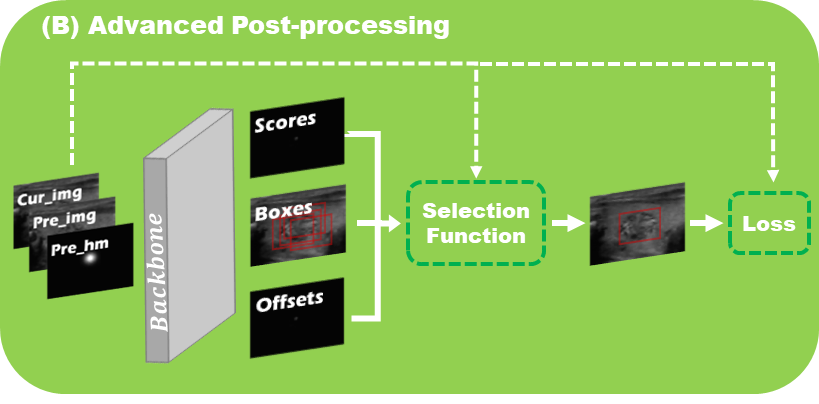 (B) Advanced Post-processing
Cur_img
Pre_img
Pre_hm
Backbone
Scores
Boxes
Offsets
Selection
Function
Loss